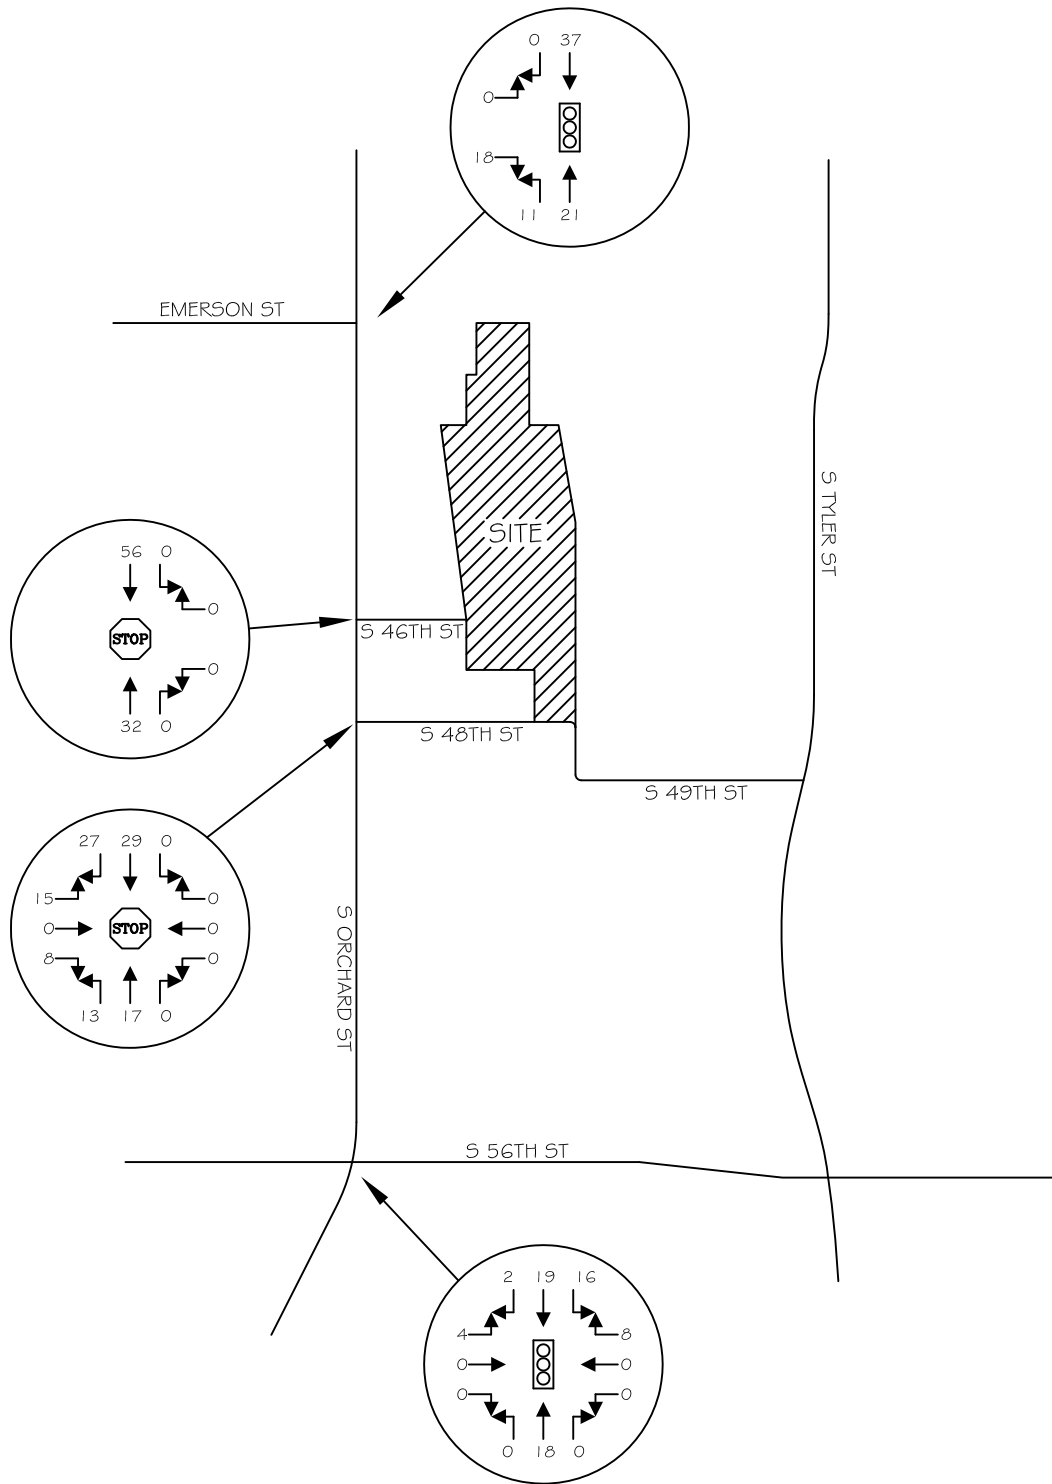 0 37
0
18
11 21
EMERSON ST
S TYLER ST
SITE
56 0
0
STOP
0
32 0
S 46TH ST
S 48TH ST
S 49TH ST
27 29 0
15 0
0 STOP 0
8 0
13 17 0
S ORCHARD ST
S 56TH ST
2 19 16
4 8
0 0
0 0
0 18 0